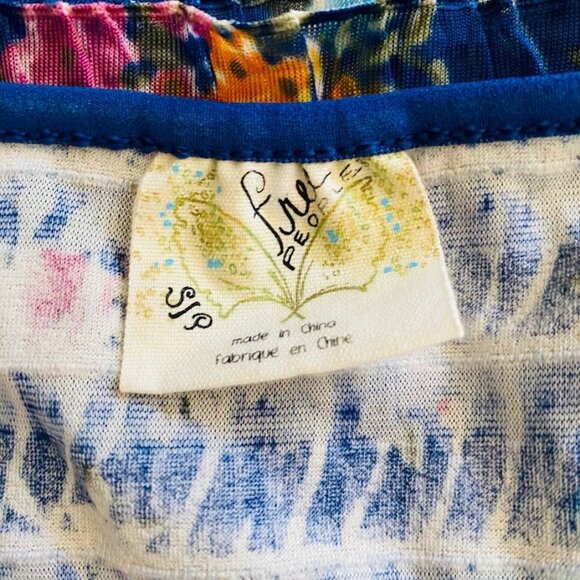 free
PEOPLE
S/P
made in China
Fabriqué en Chine